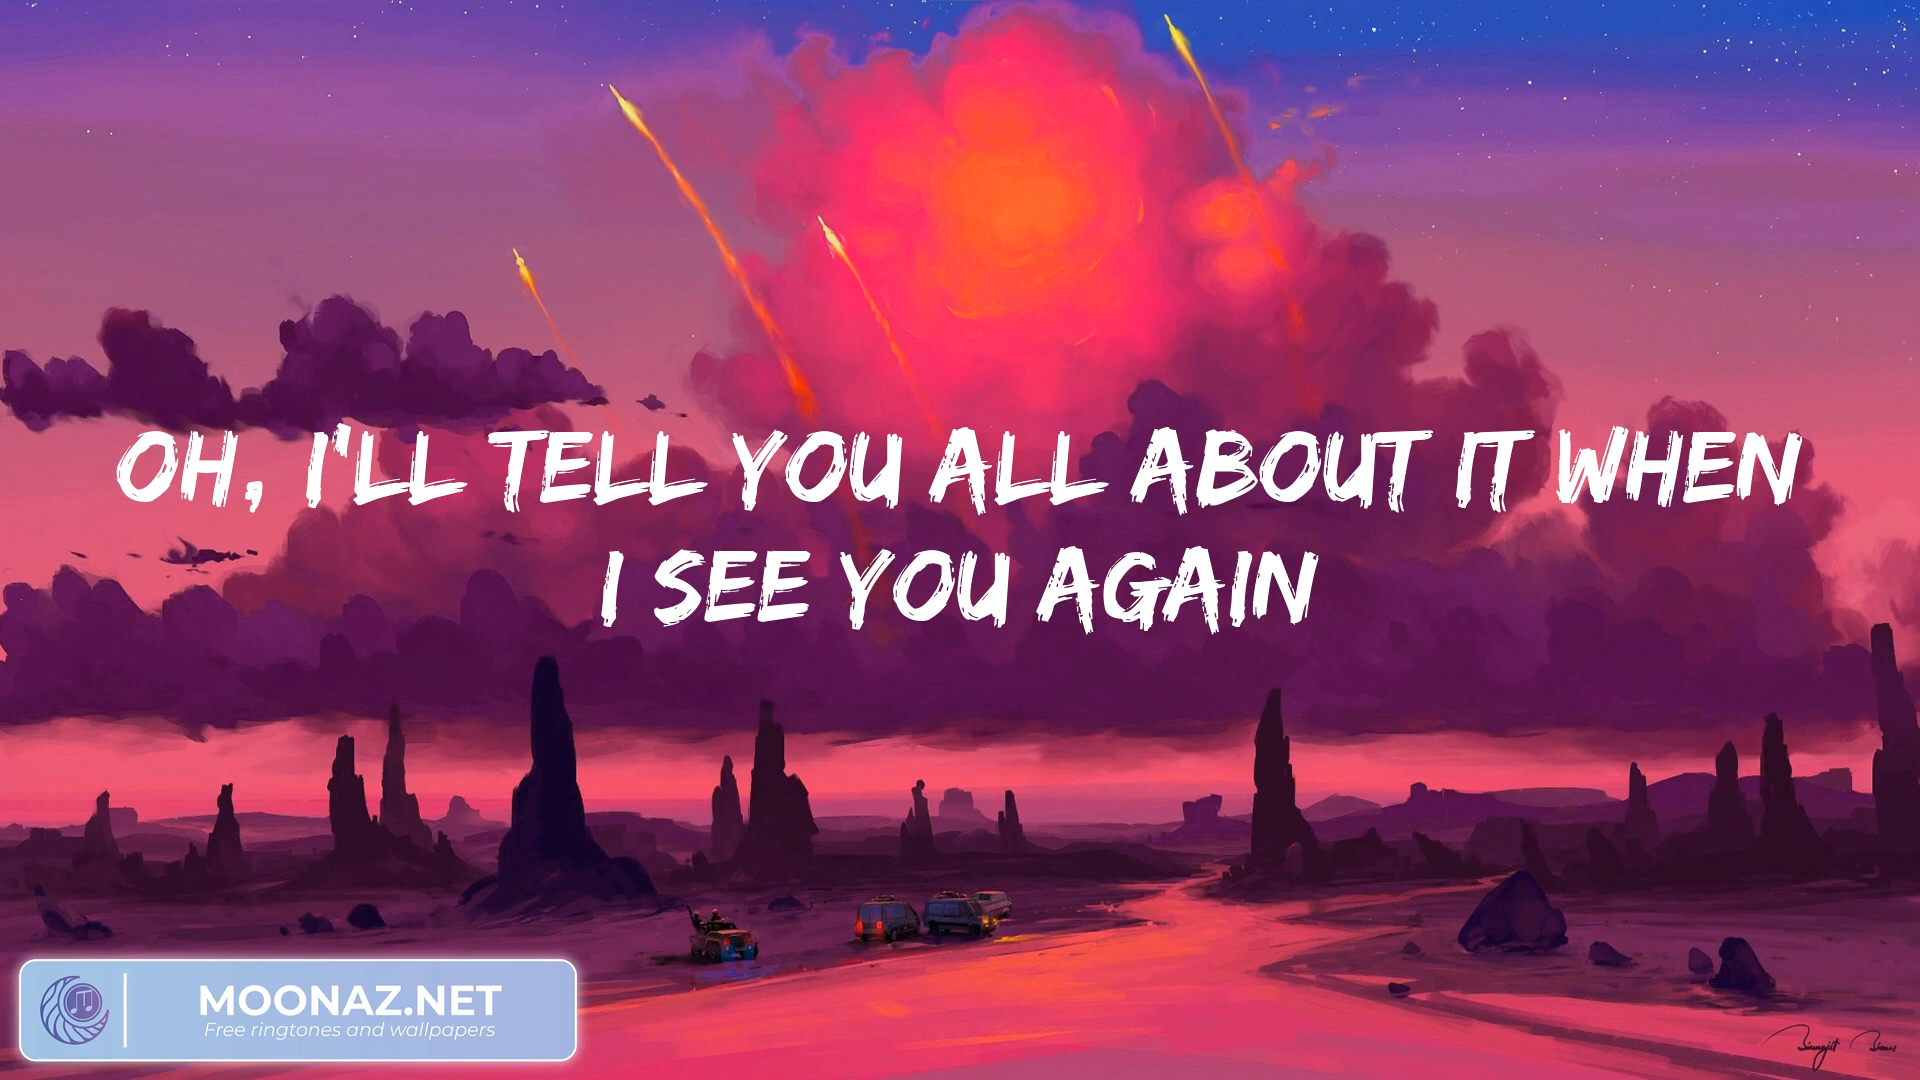 OH, I'LL TELL YOU ALL ABOUT IT WHEN
I SEE YOU AGAIN
MOONAZ.NET
Free ringtones and wallpapers